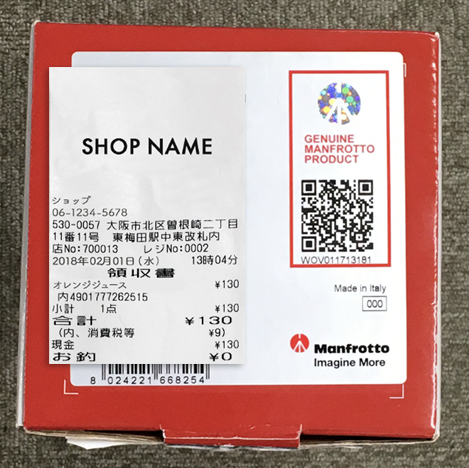 SHOP NAME
ショップ
06-1234-5678
530-0057 大阪市北区曽根崎二丁目
11番11号 東梅田駅中東改札内
店No:700013 レジNo:0002
2018年02月01日(水) 13時04分
領収書
オレンジジュース ¥130
内4901777262515
小計 1点 ¥130
合計 ¥130
(内、消費税等 ¥9)
現金 ¥130
お釣 ¥0
8 024221 668254
GENUINE
MANFROTTO
PRODUCT
WOV011713181
Made in Italy
000
Manfrotto
Imagine More